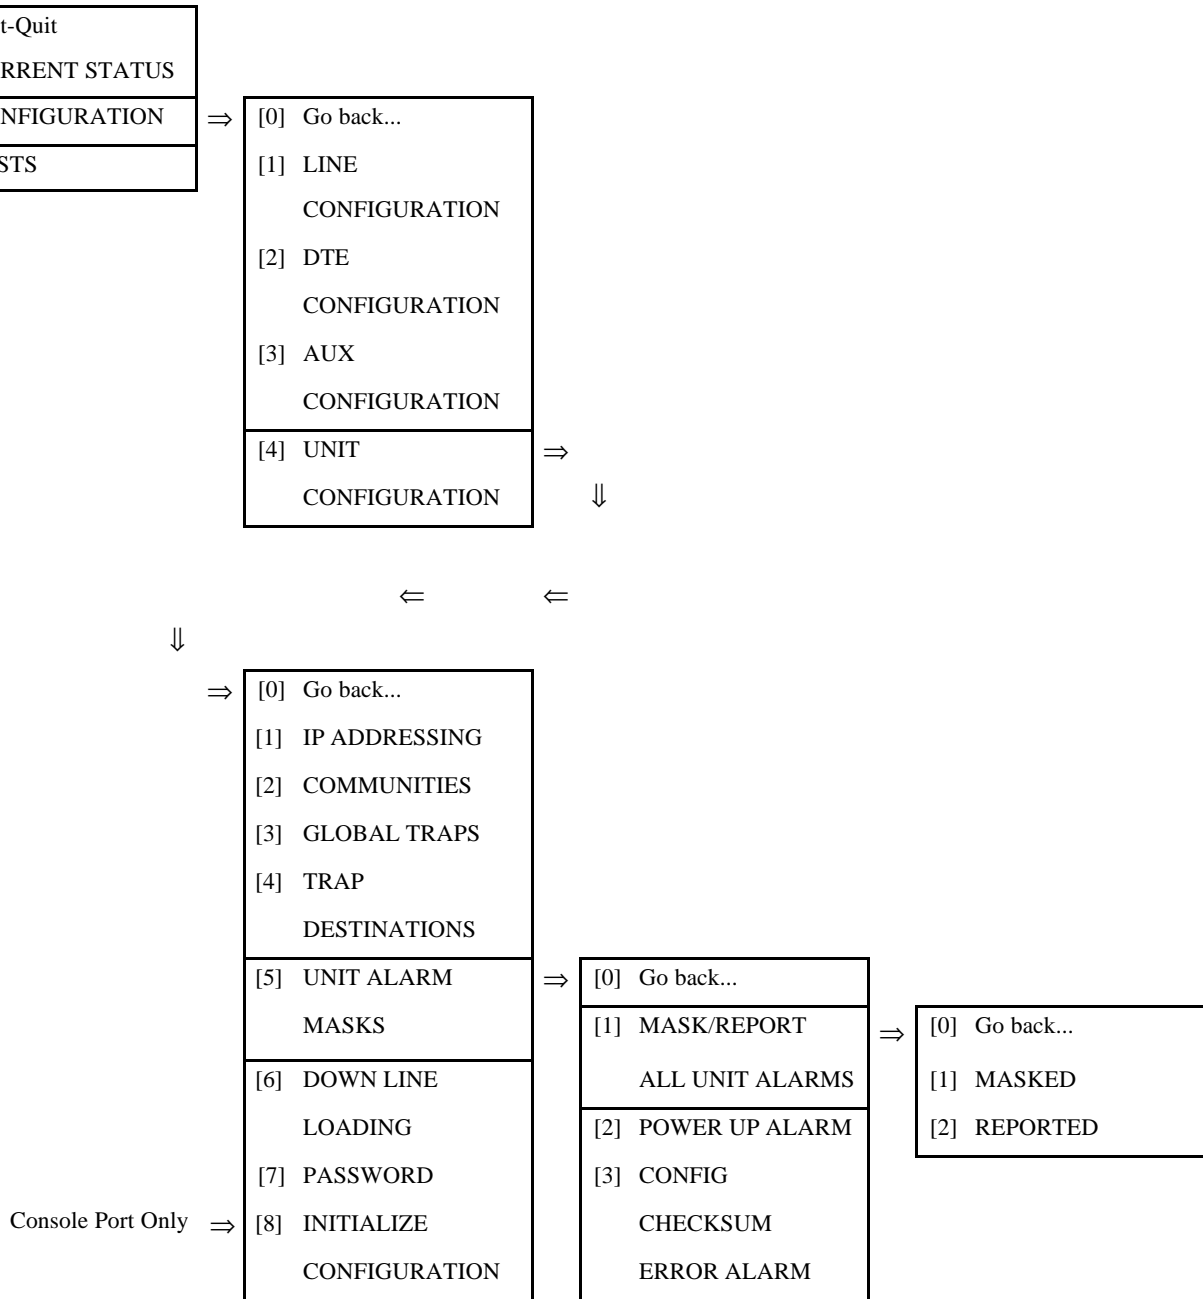 t-Quit
RRENT STATUS
NFIGURATION ⇒ [0] Go back...
STS [1] LINE
CONFIGURATION
[2] DTE
CONFIGURATION
[3] AUX
CONFIGURATION
[4] UNIT ⇒
CONFIGURATION ⇓
⇐ ⇐
⇓
⇒ [0] Go back...
[1] IP ADDRESSING
[2] COMMUNITIES
[3] GLOBAL TRAPS
[4] TRAP
DESTINATIONS
[5] UNIT ALARM ⇒ [0] Go back...
MASKS [1] MASK/REPORT ⇒ [0] Go back...
[6] DOWN LINE ALL UNIT ALARMS [1] MASKED
LOADING [2] POWER UP ALARM [2] REPORTED
[7] PASSWORD [3] CONFIG
Console Port Only ⇒ [8] INITIALIZE CHECKSUM
CONFIGURATION ERROR ALARM